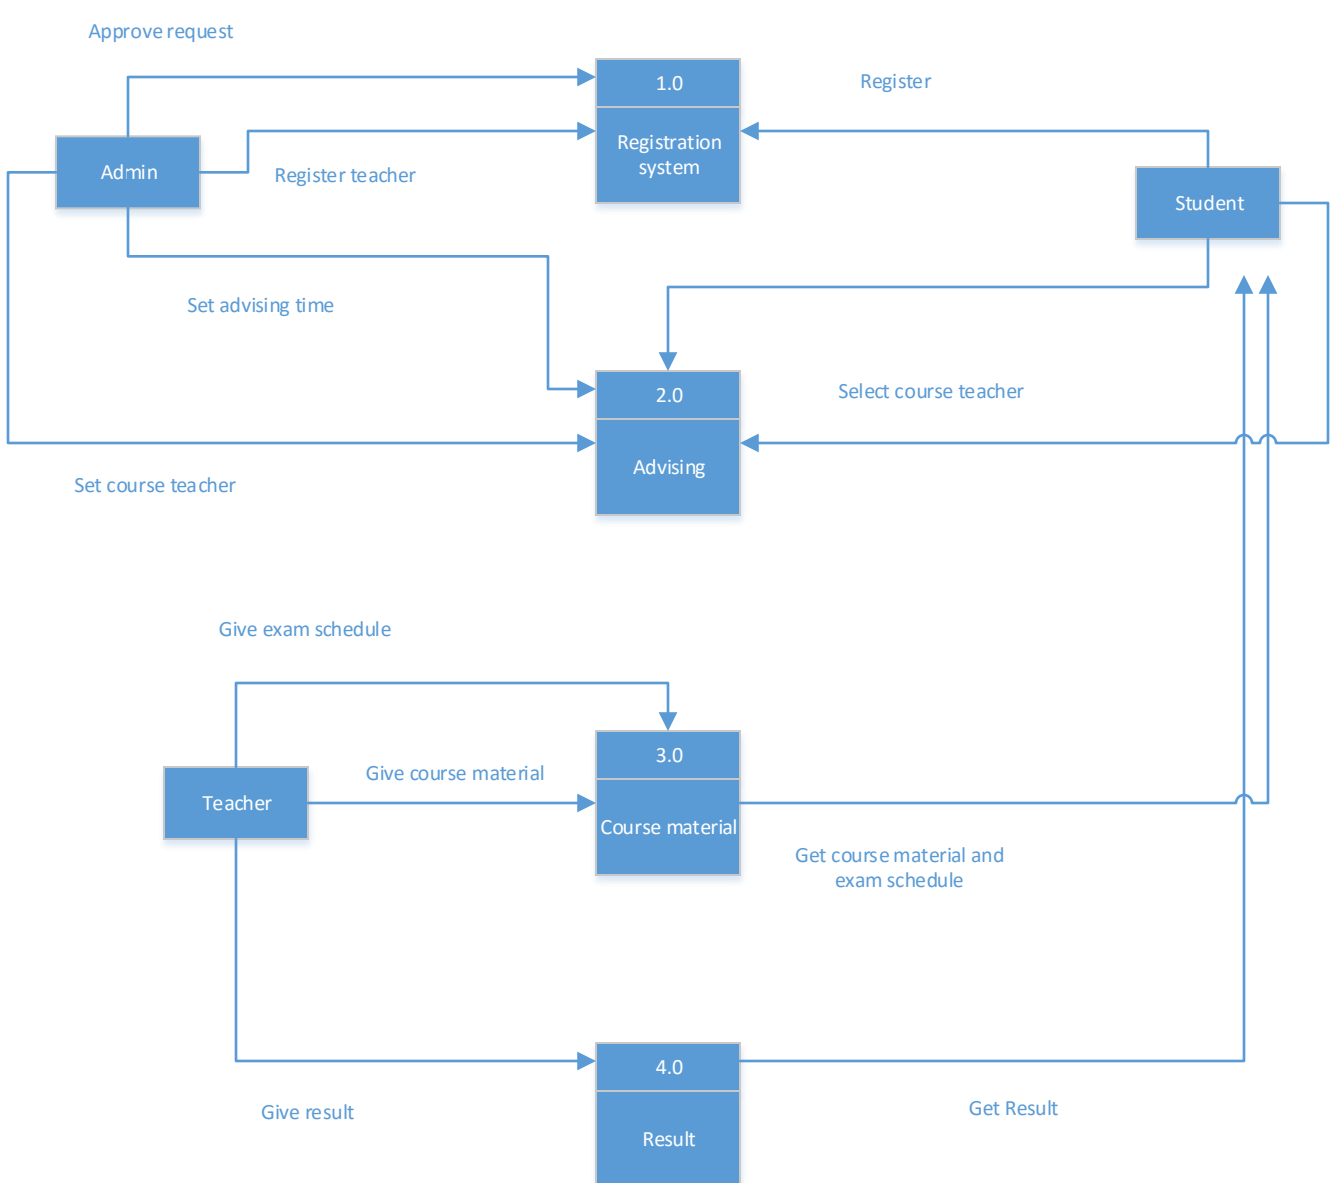 Approve request
1.0
Register
Registration
system
Admin
Register teacher
Student
Set advising time
2.0
Select course teacher
Advising
Set course teacher
Give exam schedule
3.0
Give course material
Teacher
Course material
Get course material and
exam schedule
4.0
Give result
Get Result
Result